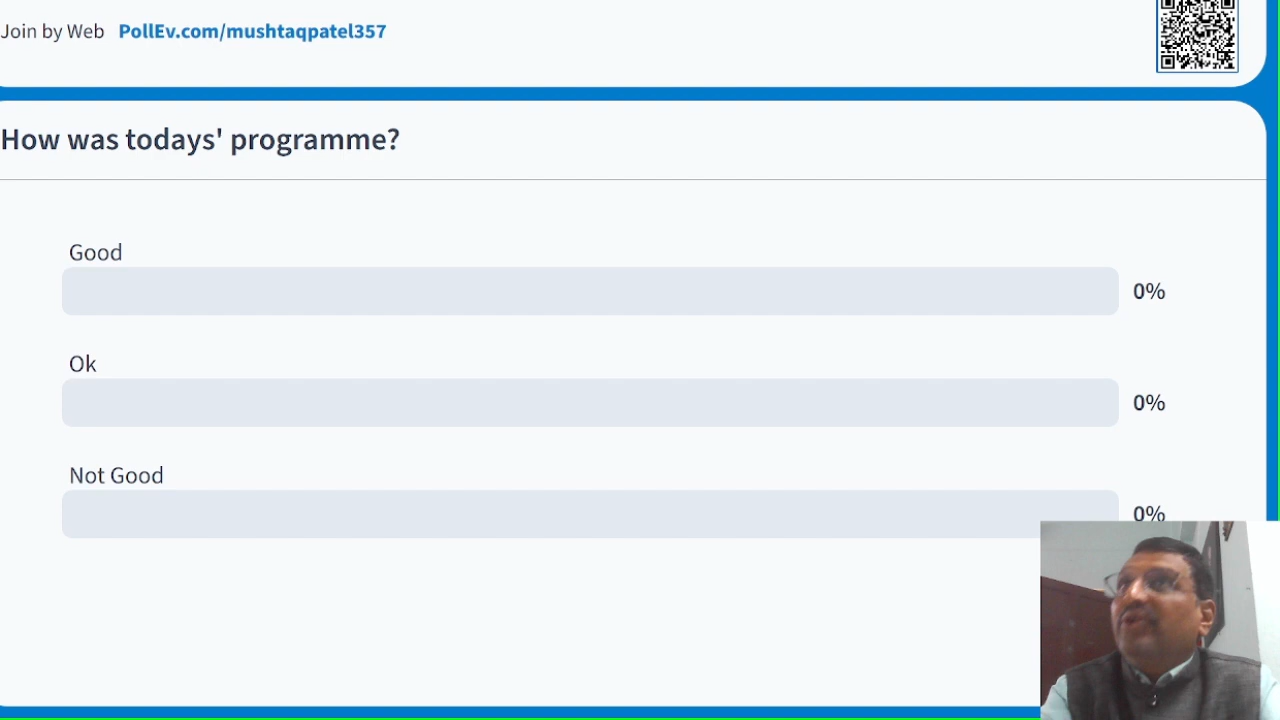 Join by Web PollEv.com/mushtaqpatel357
How was todays' programme?
Good
0%
Ok
0%
Not Good
0%